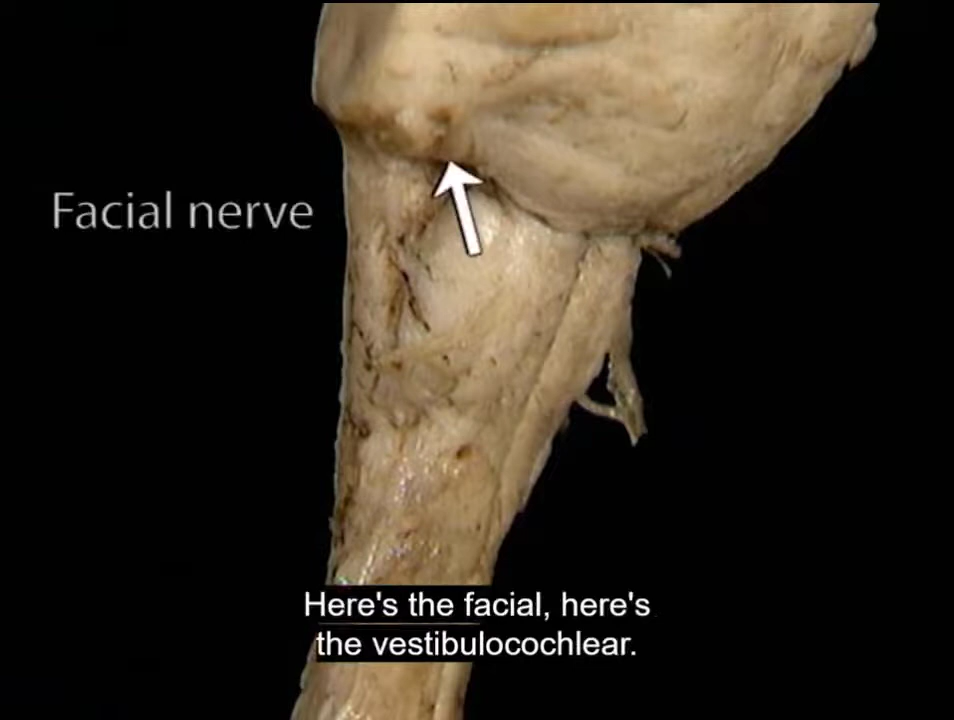 Facial nerve
Here's the facial, here's
the vestibulocochlear.